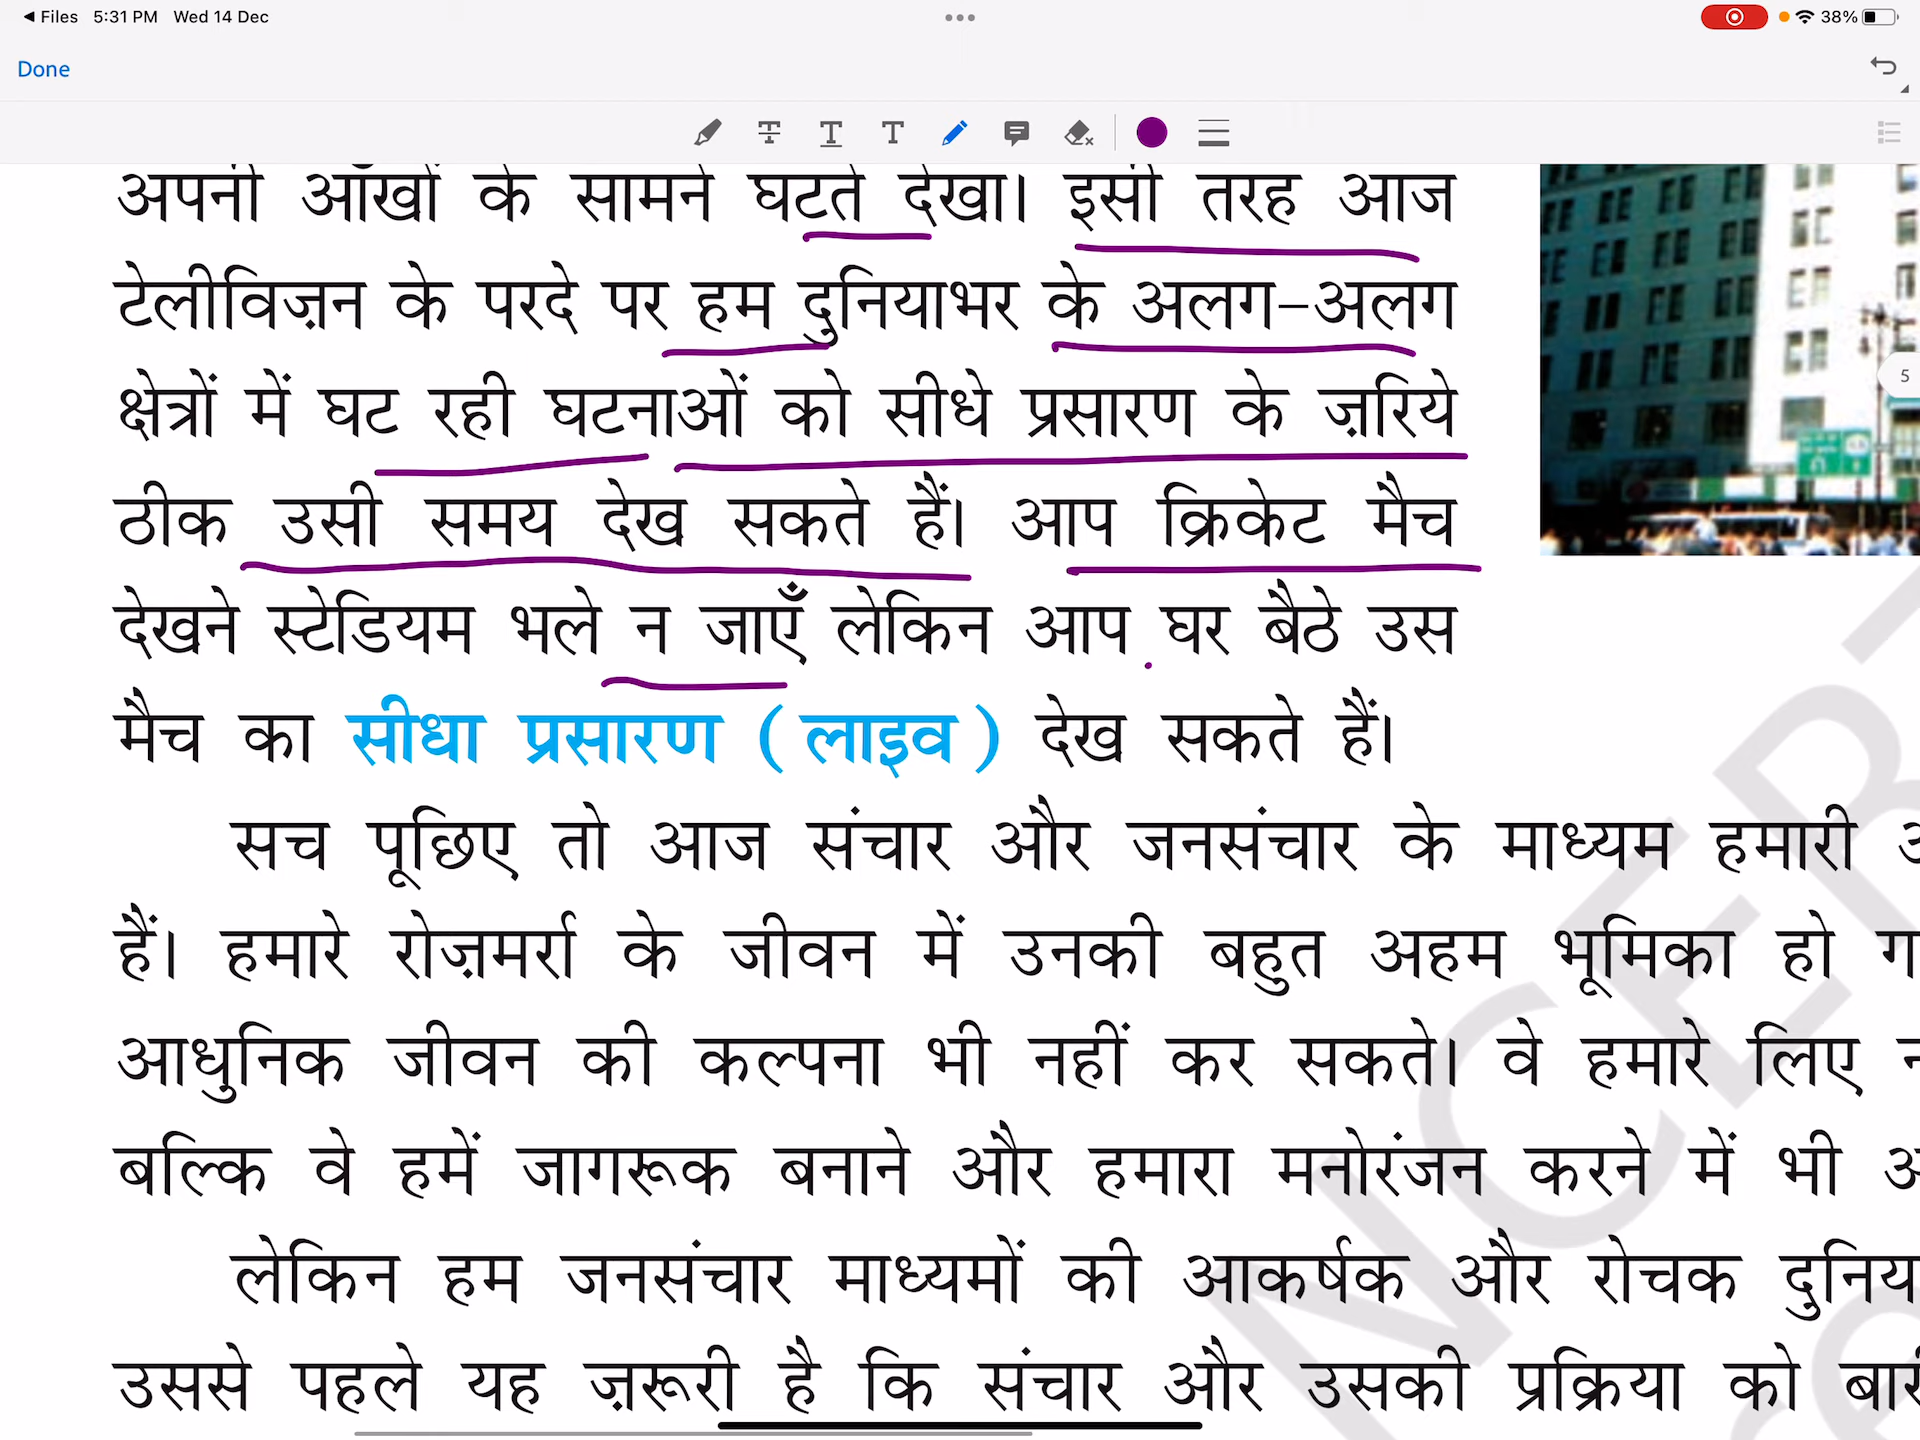 Files 5:31 PM Wed 14 Dec 38%
Done
अपनी आँखों के सामने घटते देखा। इसी तरह आज
टेलीविज़न के परदे पर हम दुनियाभर के अलग–अलग
क्षेत्रों में घट रही घटनाओं को सीधे प्रसारण के ज़रिये
5
ठीक उसी समय देख सकते हैं। आप क्रिकेट मैच
देखने स्टेडियम भले न जाएँ लेकिन आप घर बैठे उस
मैच का सीधा प्रसारण (लाइव) देख सकते हैं।
सच पूछिए तो आज संचार और जनसंचार के माध्यम हमारी
हैं। हमारे रोज़मर्रा के जीवन में उनकी बहुत अहम भूमिका हो
आधुनिक जीवन की कल्पना भी नहीं कर सकते। वे हमारे लिए
बल्कि वे हमें जागरूक बनाने और हमारा मनोरंजन करने में भी
लेकिन हम जनसंचार माध्यमों की आकर्षक और रोचक
उससे पहले यह ज़रूरी है कि संचार और उसकी प्रक्रिया को
NCERT